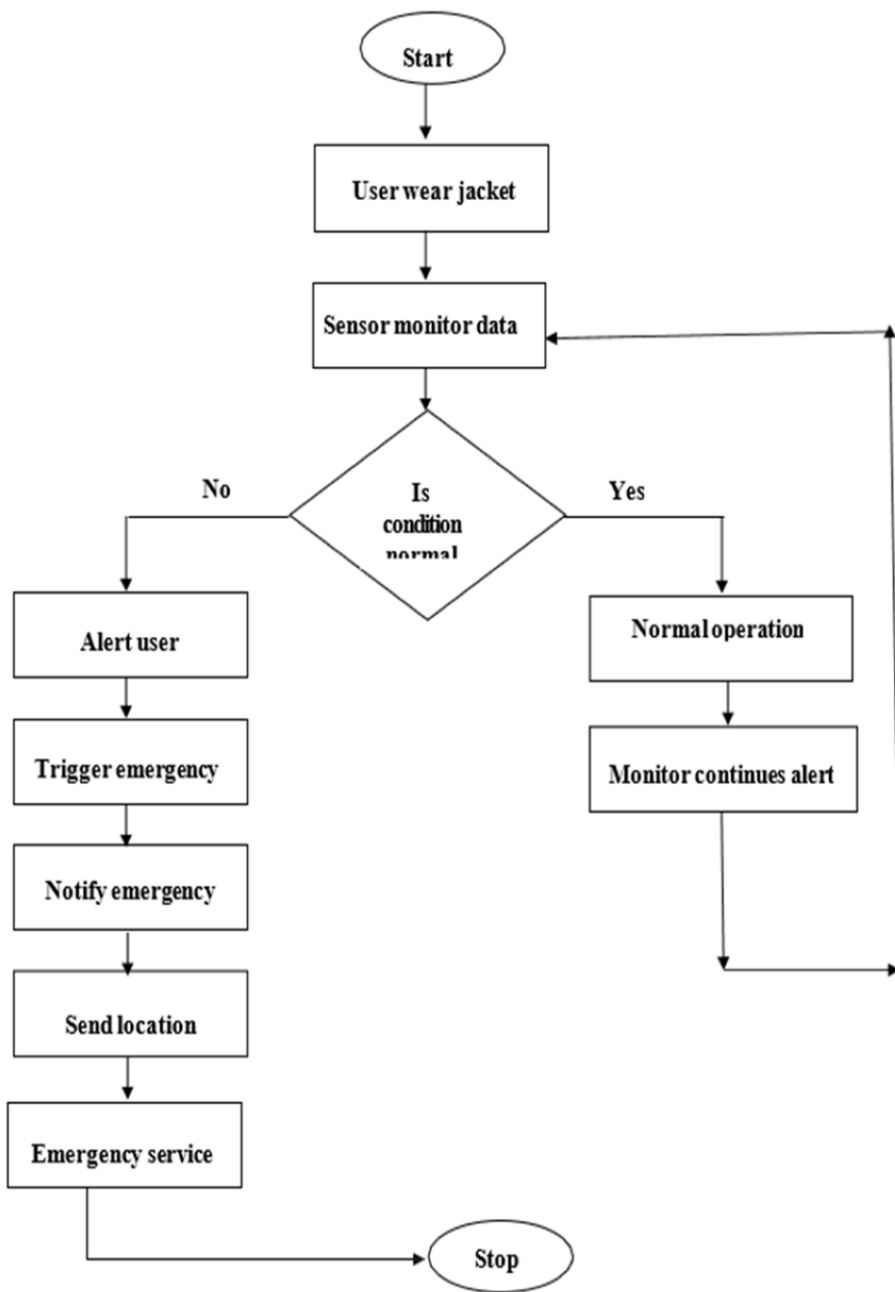 Start
User wear jacket
Sensor monitor data
No
Yes
Is
condition
normal
Alert user
Normal operation
Trigger emergency
Monitor continues alert
Notify emergency
Send location
Emergency service
Stop